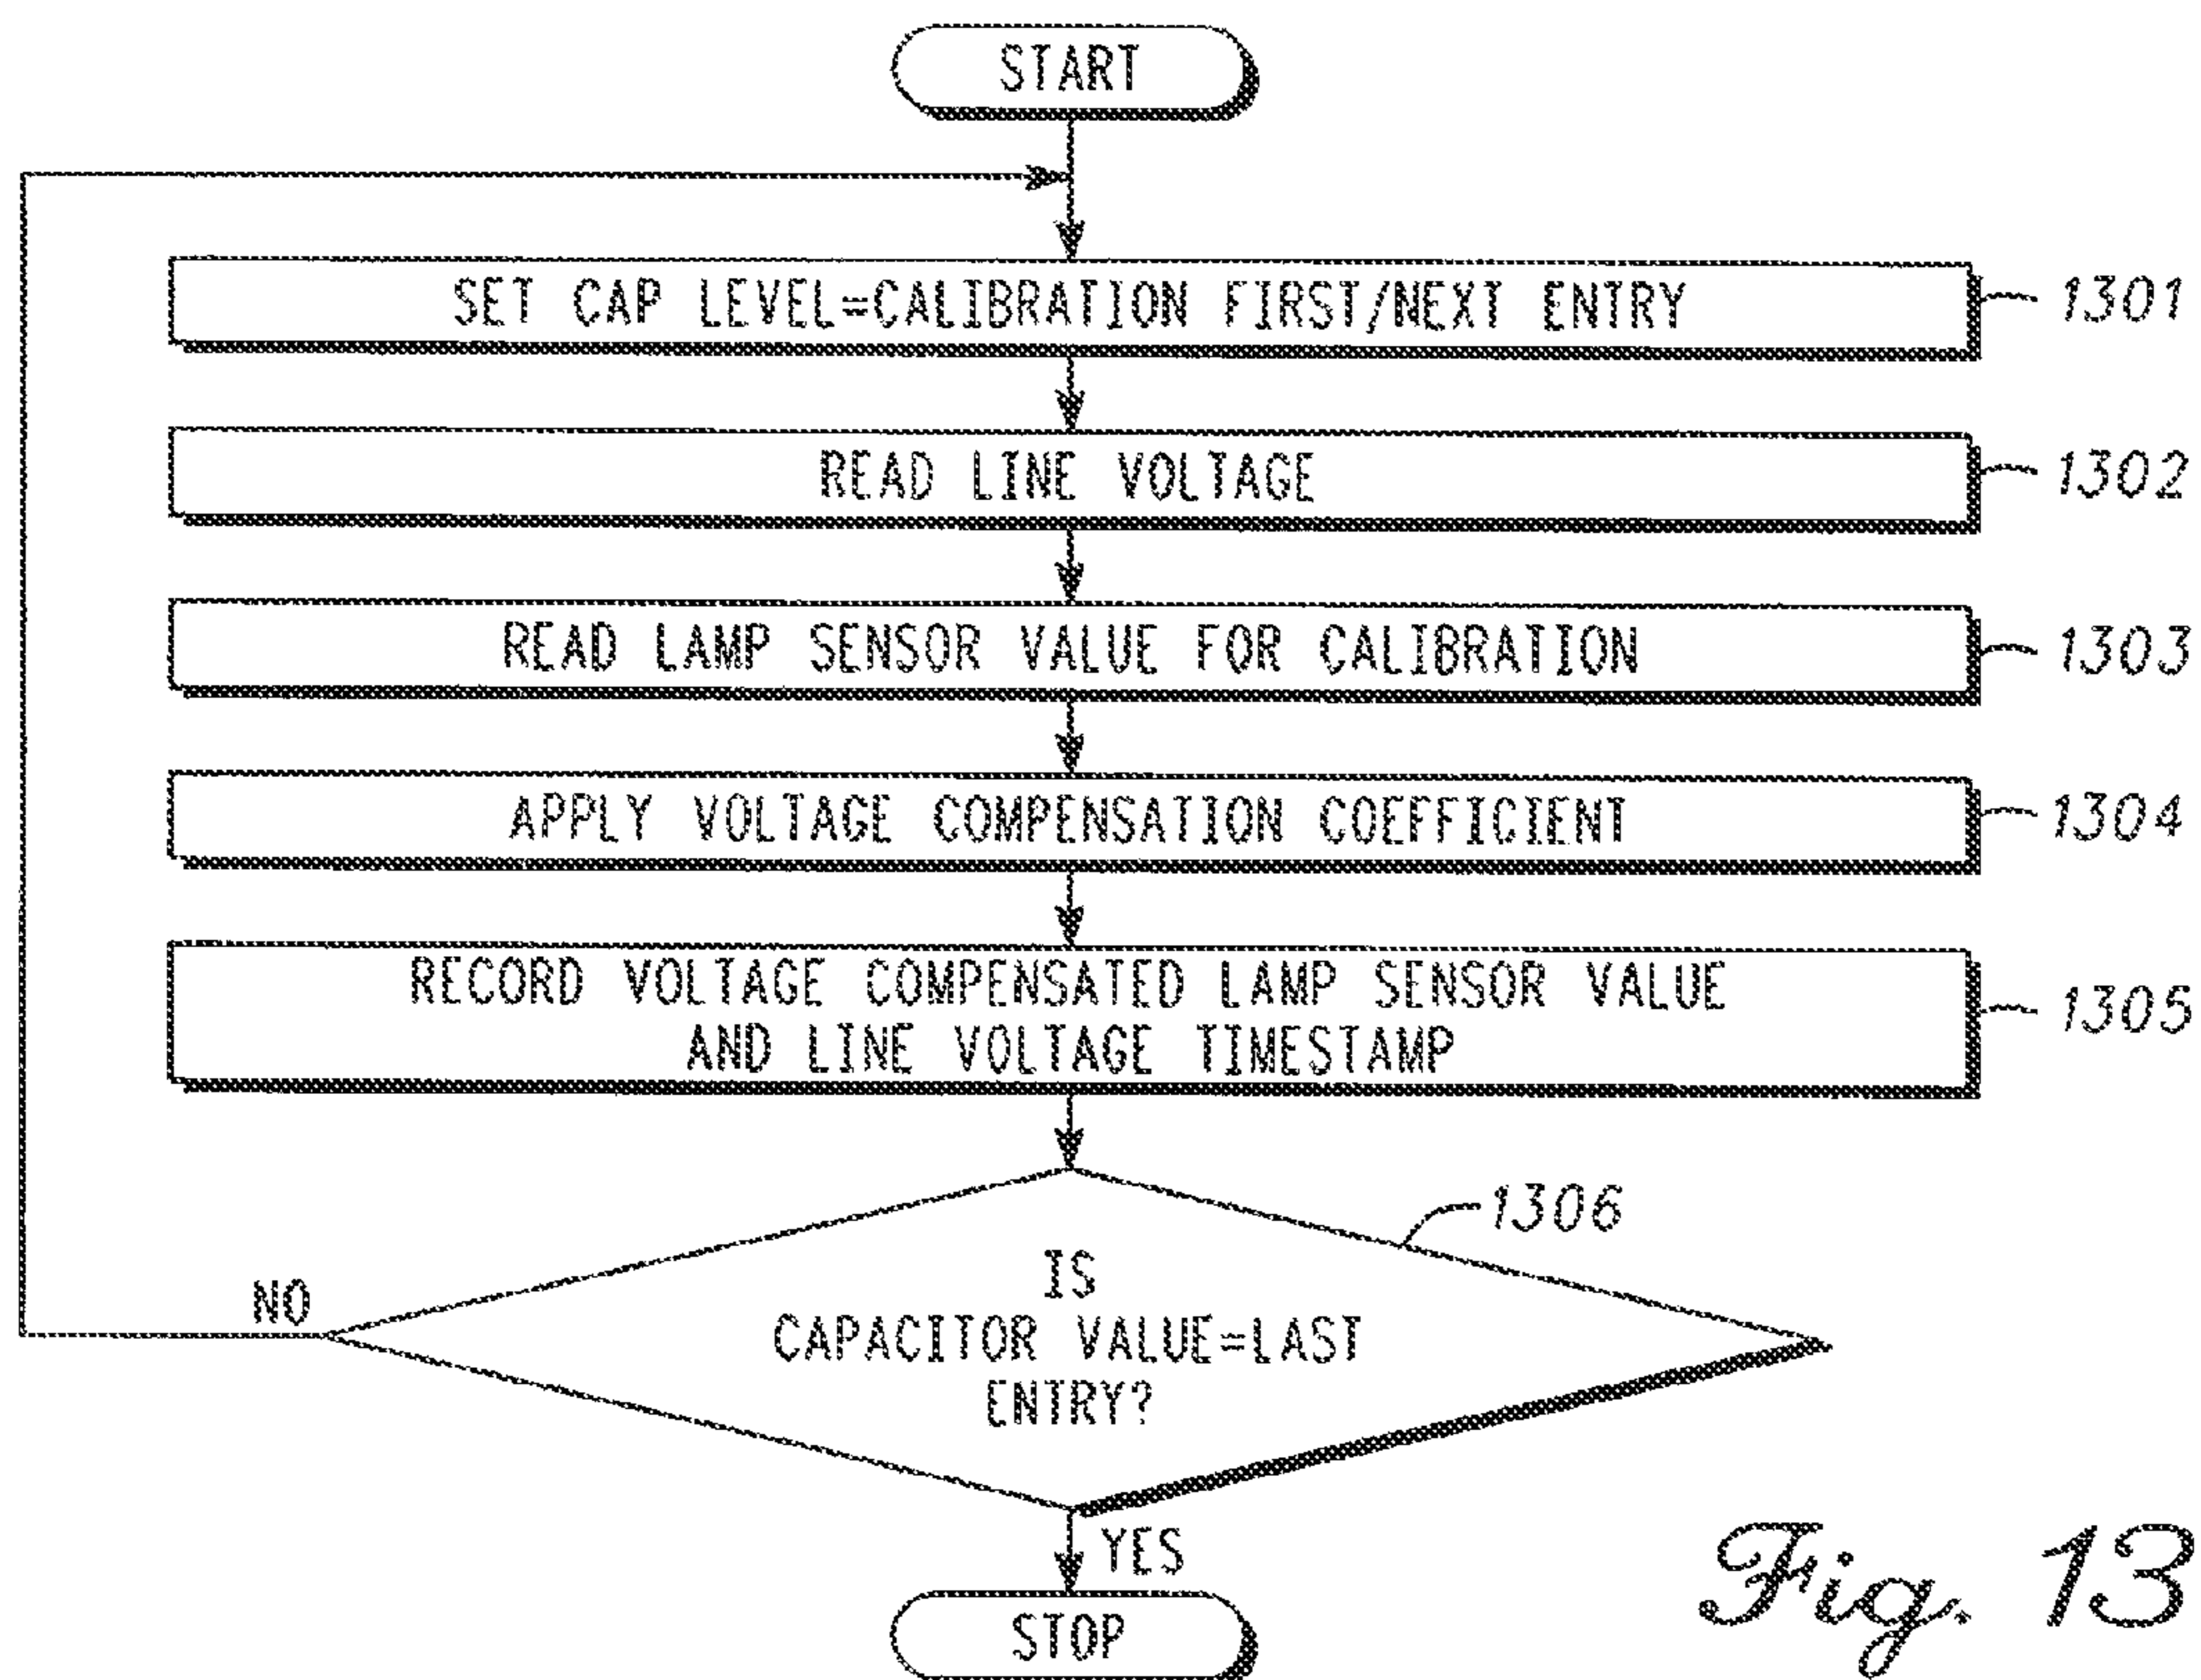 START
SET CAP LEVEL=CALIBRATION FIRST/NEXT ENTRY
1301
READ LINE VOLTAGE
1302
READ LAMP SENSOR VALUE FOR CALIBRATION
1303
APPLY VOLTAGE COMPENSATION COEFFICIENT
1304
RECORD VOLTAGE COMPENSATED LAMP SENSOR VALUE
AND LINE VOLTAGE TIMESTAMP
1305
1306
IS
CAPACITOR VALUE=LAST
ENTRY?
NO
YES
STOP
Fig. 13